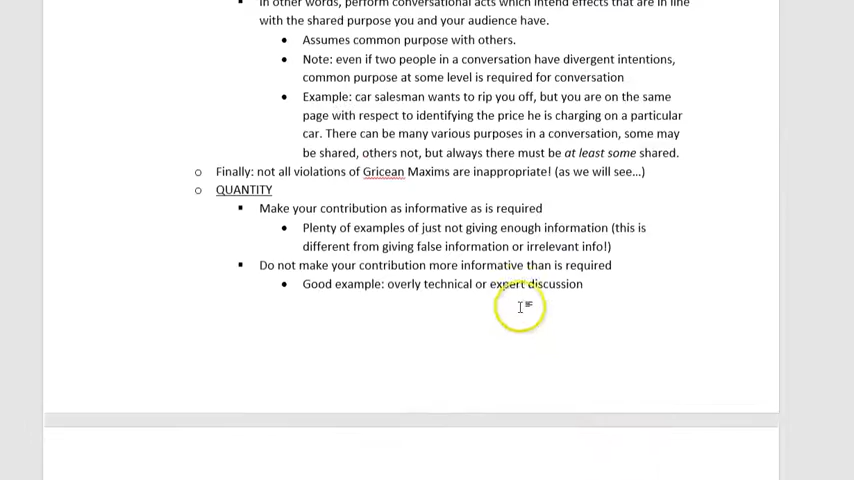 In other words, perform conversational acts which intend effects that are in line
with the shared purpose you and your audience have.
Assumes common purpose with others.
Note: even if two people in a conversation have divergent intentions,
common purpose at some level is required for conversation
Example: car salesman wants to rip you off, but you are on the same
page with respect to identifying the price he is charging on a particular
car. There can be many various purposes in a conversation, some may
be shared, others not, but always there must be at least some shared.
Finally: not all violations of Gricean Maxims are inappropriate! (as we will see...)
QUANTITY
Make your contribution as informative as is required
Plenty of examples of just not giving enough information (this is
different from giving false information or irrelevant info!)
Do not make your contribution more informative than is required
Good example: overly technical or expert discussion